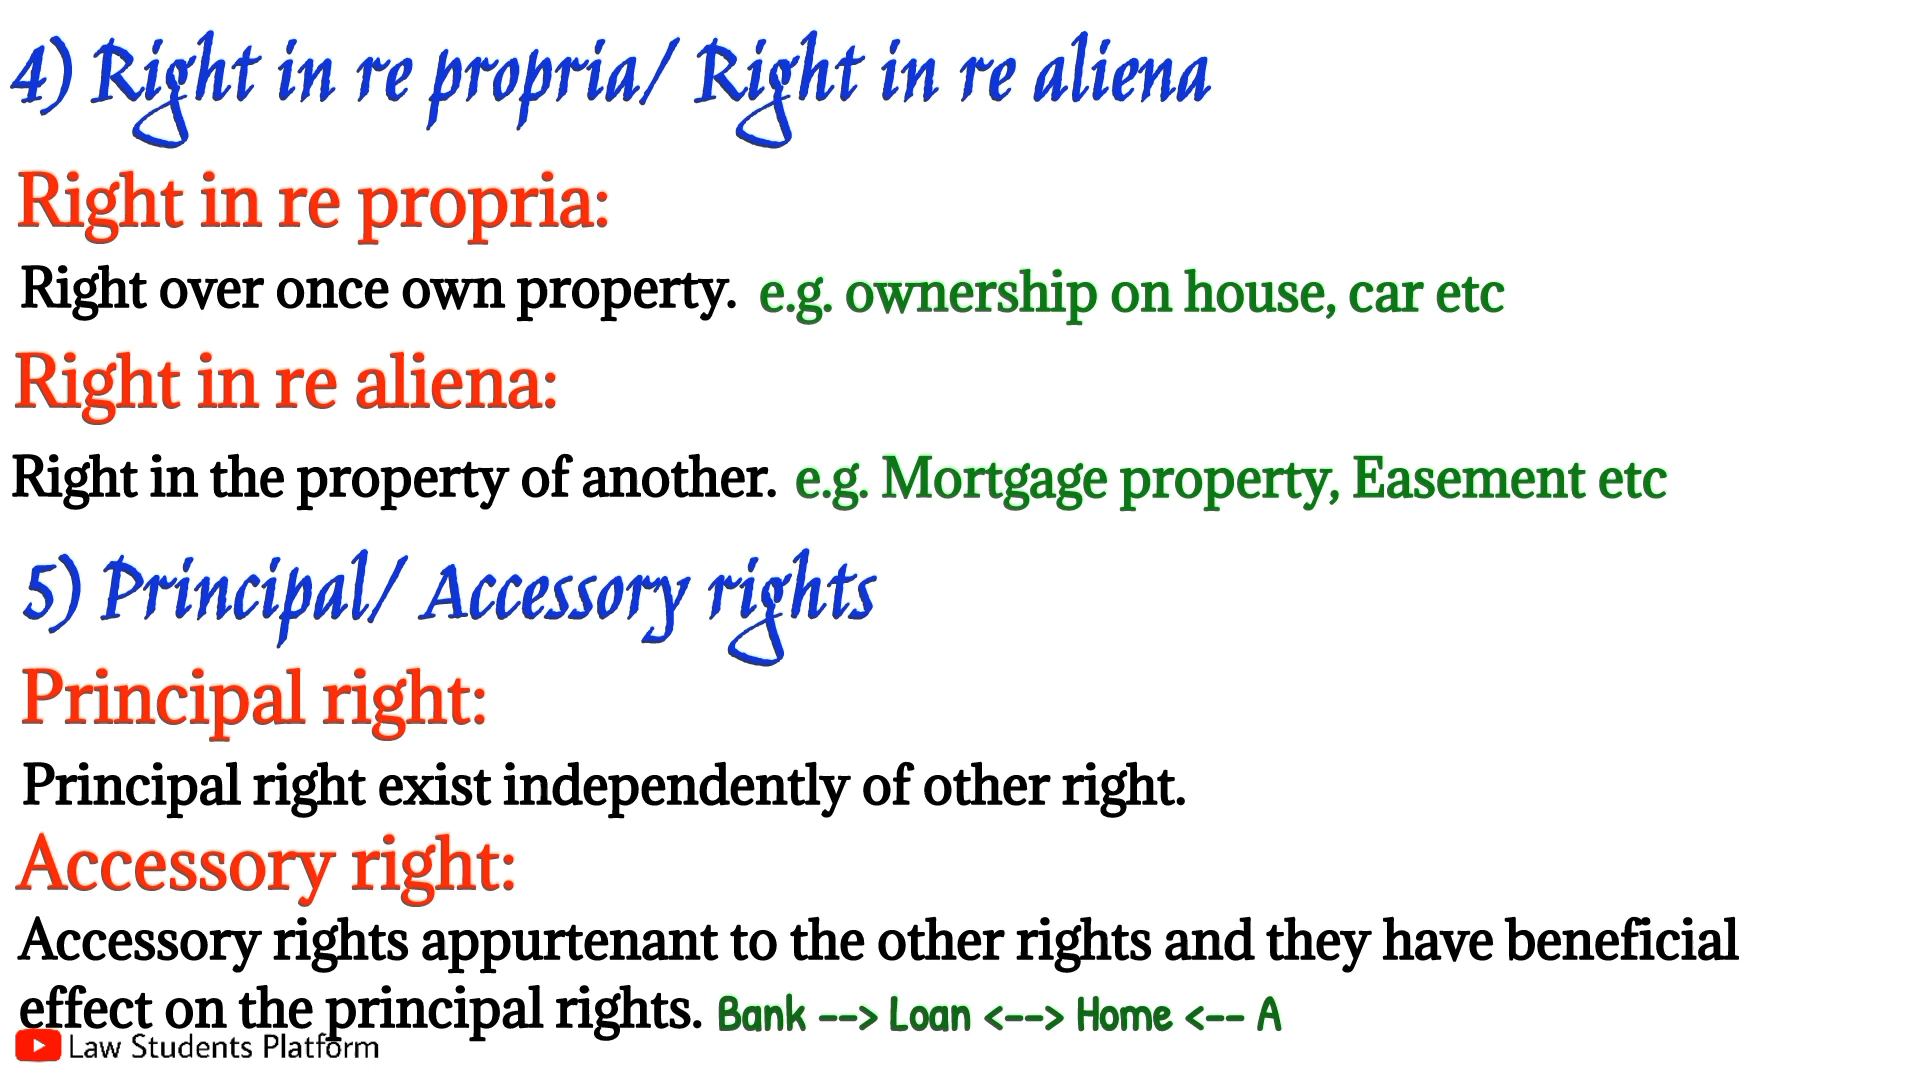 4) Right in re propria/ Right in re aliena
Right in re propria:
Right over once own property. e.g. ownership on house, car etc
Right in re aliena:
Right in the property of another. e.g. Mortgage property, Easement etc
5) Principal/ Accessory rights
Principal right:
Principal right exist independently of other right.
Accessory right:
Accessory rights appurtenant to the other rights and they have beneficial
effect on the principal rights. Bank --> Loan <--> Home <-- A
Law Students Platform